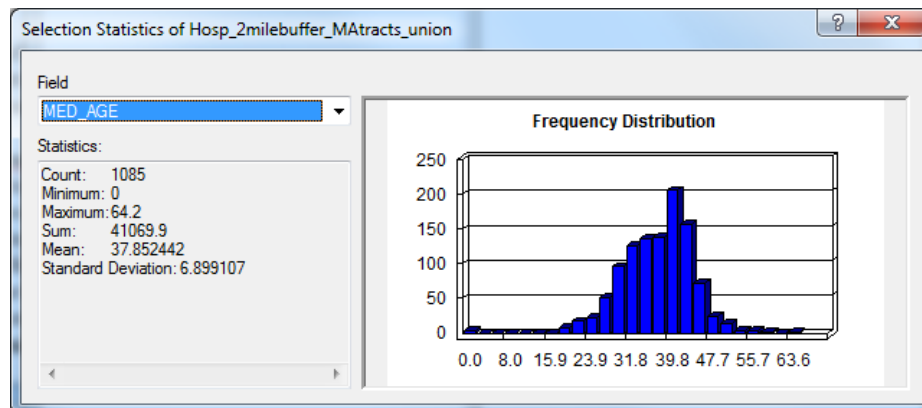 Selection Statistics of Hosp_2milebuffer_MAtracts_union
?
X
Field
MED_AGE
Statistics:
Count: 1085
Minimum: 0
Maximum: 64.2
Sum: 41069.9
Mean: 37.852442
Standard Deviation: 6.899107
Frequency Distribution
250
200
150
100
50
0
0.0 8.0 15.9 23.9 31.8 39.8 47.7 55.7 63.6